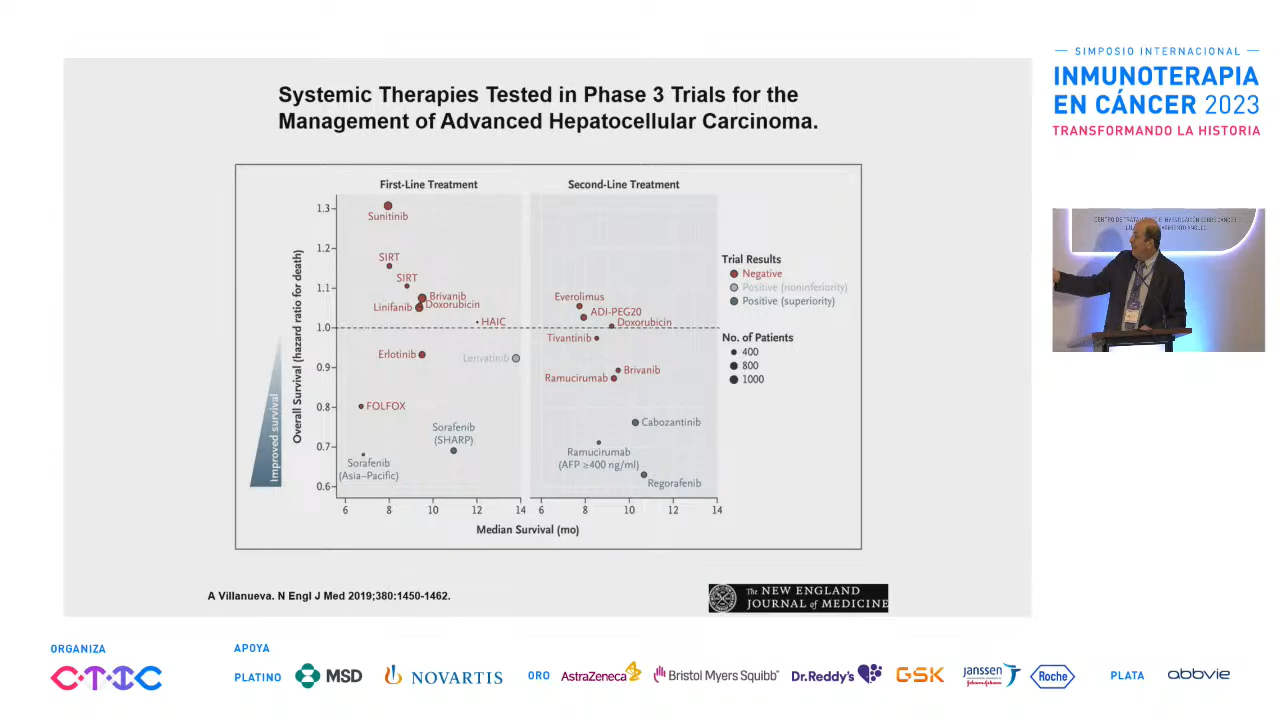 Systemic Therapies Tested in Phase 3 Trials for the
Management of Advanced Hepatocellular Carcinoma.
First-Line Treatment
Second-Line Treatment
Overall Survival (hazard ratio for death)
Improved survival
1.3
1.2
1.1
1.0
0.9
0.8
0.7
0.6
Sunitinib
SIRT
SIRT
Brivanib
Linifanib
Doxorubicin
HAIC
Erlotinib
Lenvatinib
FOLFOX
Sorafenib
(SHARP)
Sorafenib
(Asia–Pacific)
Everolimus
ADI-PEG20
Doxorubicin
Tivantinib
Brivanib
Ramucirumab
Cabozantinib
Ramucirumab
(AFP ≥400 ng/ml)
Regorafenib
6 8 10 12 14 6 8 10 12 14
Median Survival (mo)
Trial Results
Negative
Positive (noninferiority)
Positive (superiority)
No. of Patients
400
800
1000
A Villanueva. N Engl J Med 2019;380:1450-1462.
The NEW ENGLAND
JOURNAL of MEDICINE
SIMPOSIO INTERNACIONAL
INMUNOTERAPIA
EN CÁNCER 2023
TRANSFORMANDO LA HISTORIA
ORGANIZA
CTIC
APOYA
PLATINO
MSD
NOVARTIS
ORO
AstraZeneca
Bristol Myers Squibb
Dr.Reddy's
GSK
Janssen
Johnson&Johnson
Roche
PLATA
abbvie